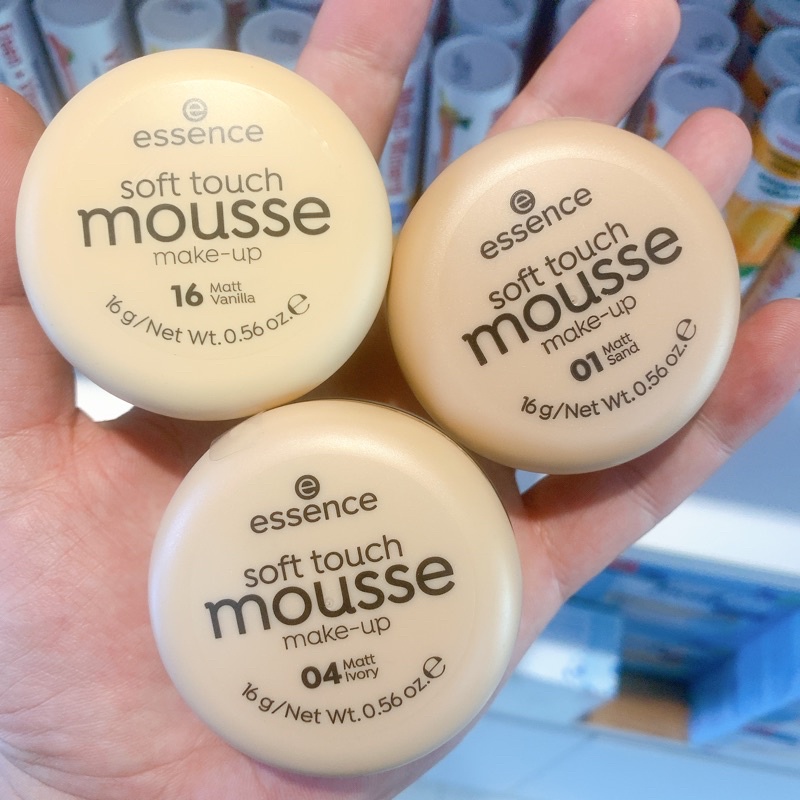 essence
soft touch
mousse
make-up
16 Matt
Vanilla
16 g/Net Wt. 0.56 oz. ℮
essence
soft touch
mousse
make-up
01 Matt
Sand
16 g/Net Wt. 0.56 oz. ℮
essence
soft touch
mousse
make-up
04 Matt
Ivory
16 g/Net Wt. 0.56 oz. ℮